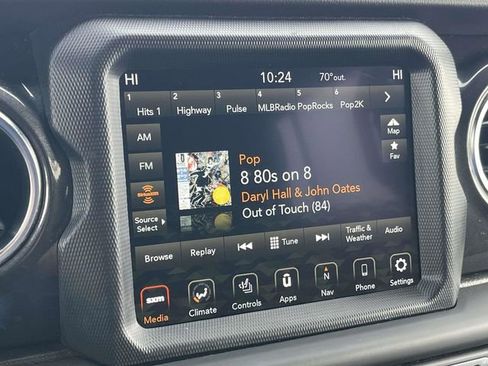 HI 10:24 70°out. HI
1 2 3 4 5 6
Hits 1 Highway Pulse MLBRadio PopRocks Pop2K
AM
Map
FM
Fav
Pop
8 80s on 8
SiriusXM
Daryl Hall & John Oates
Source Select
Out of Touch (84)
Browse Replay Tune Traffic & Weather Audio
sxm N
Media Climate Controls Apps Nav Phone Settings